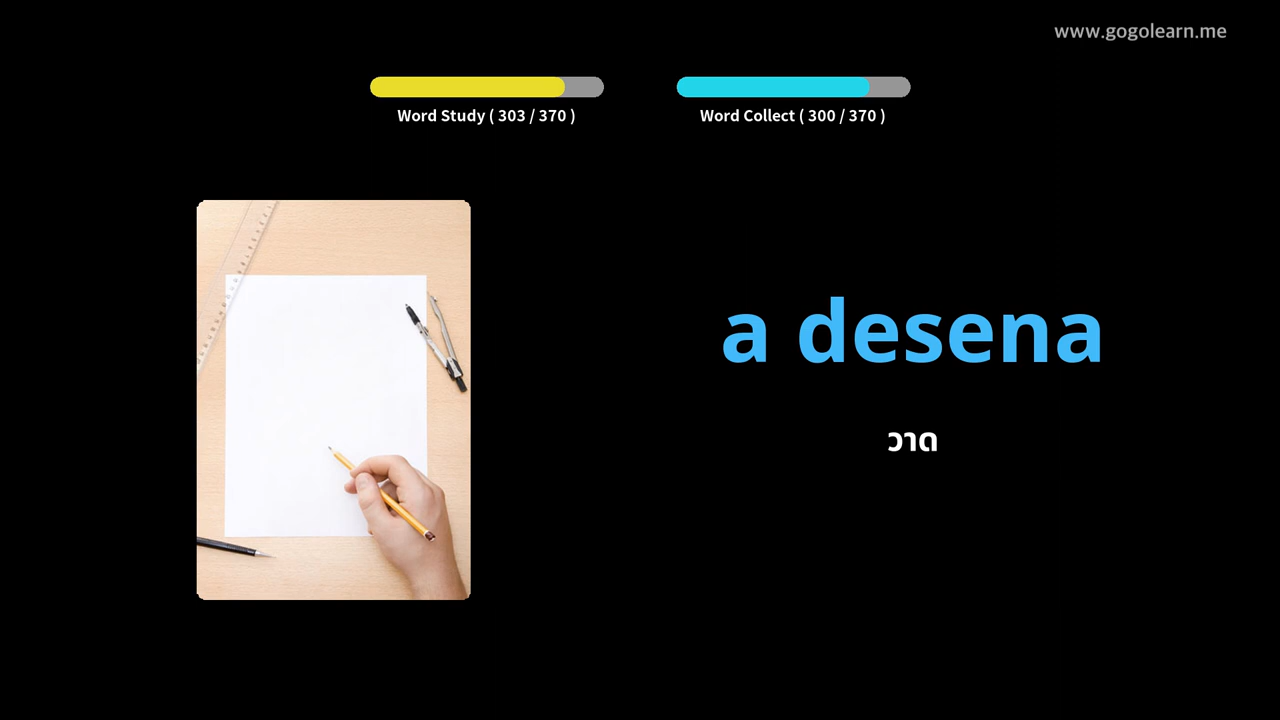 www.gogolearn.me
Word Study ( 303 / 370 )
Word Collect ( 300 / 370 )
a desena
วาด